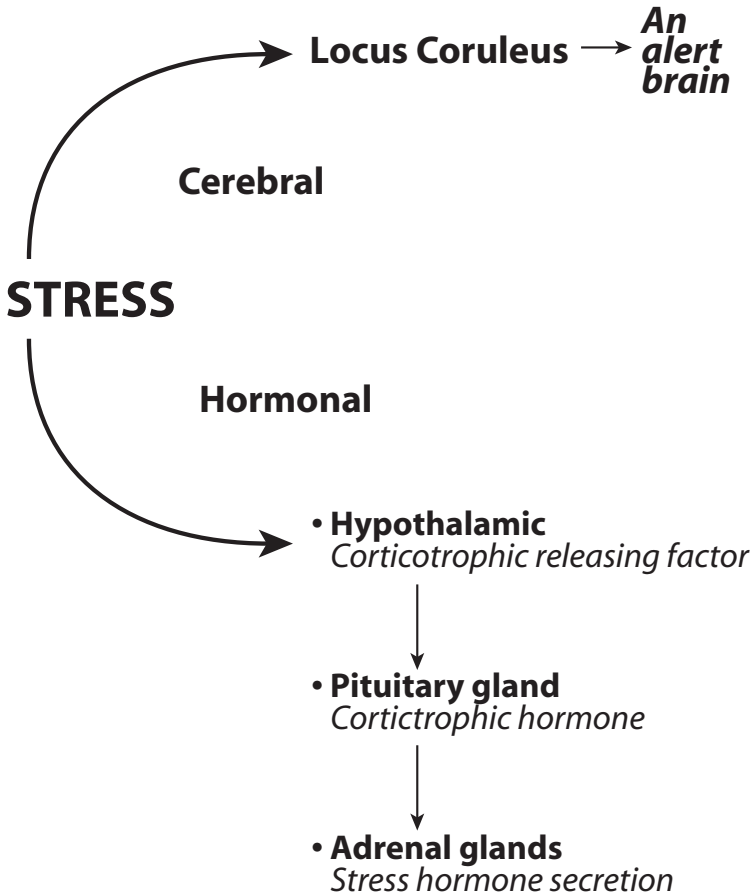 Locus Coruleus
An
alert
brain
Cerebral
STRESS
Hormonal
• Hypothalamic
Corticotrophic releasing factor
• Pituitary gland
Cortictrophic hormone
• Adrenal glands
Stress hormone secretion